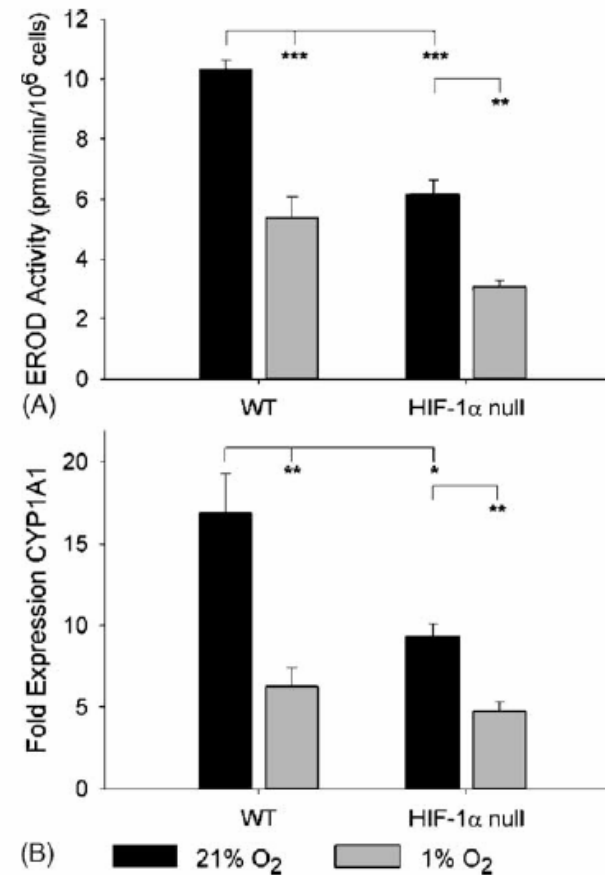 EROD Activity (pmol/min/10⁶ cells)
12
10
8
6
4
2
0
*** ***
**
(A)
WT HIF-1α null
Fold Expression CYP1A1
20
15
10
5
0
** *
**
WT HIF-1α null
(B) 21% O₂ 1% O₂